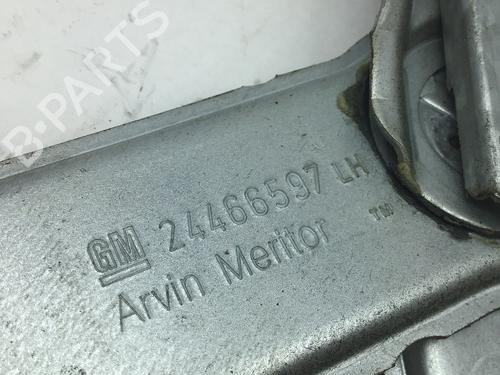 B-PARTS
GM 24466597 LH
Arvin Meritor TM